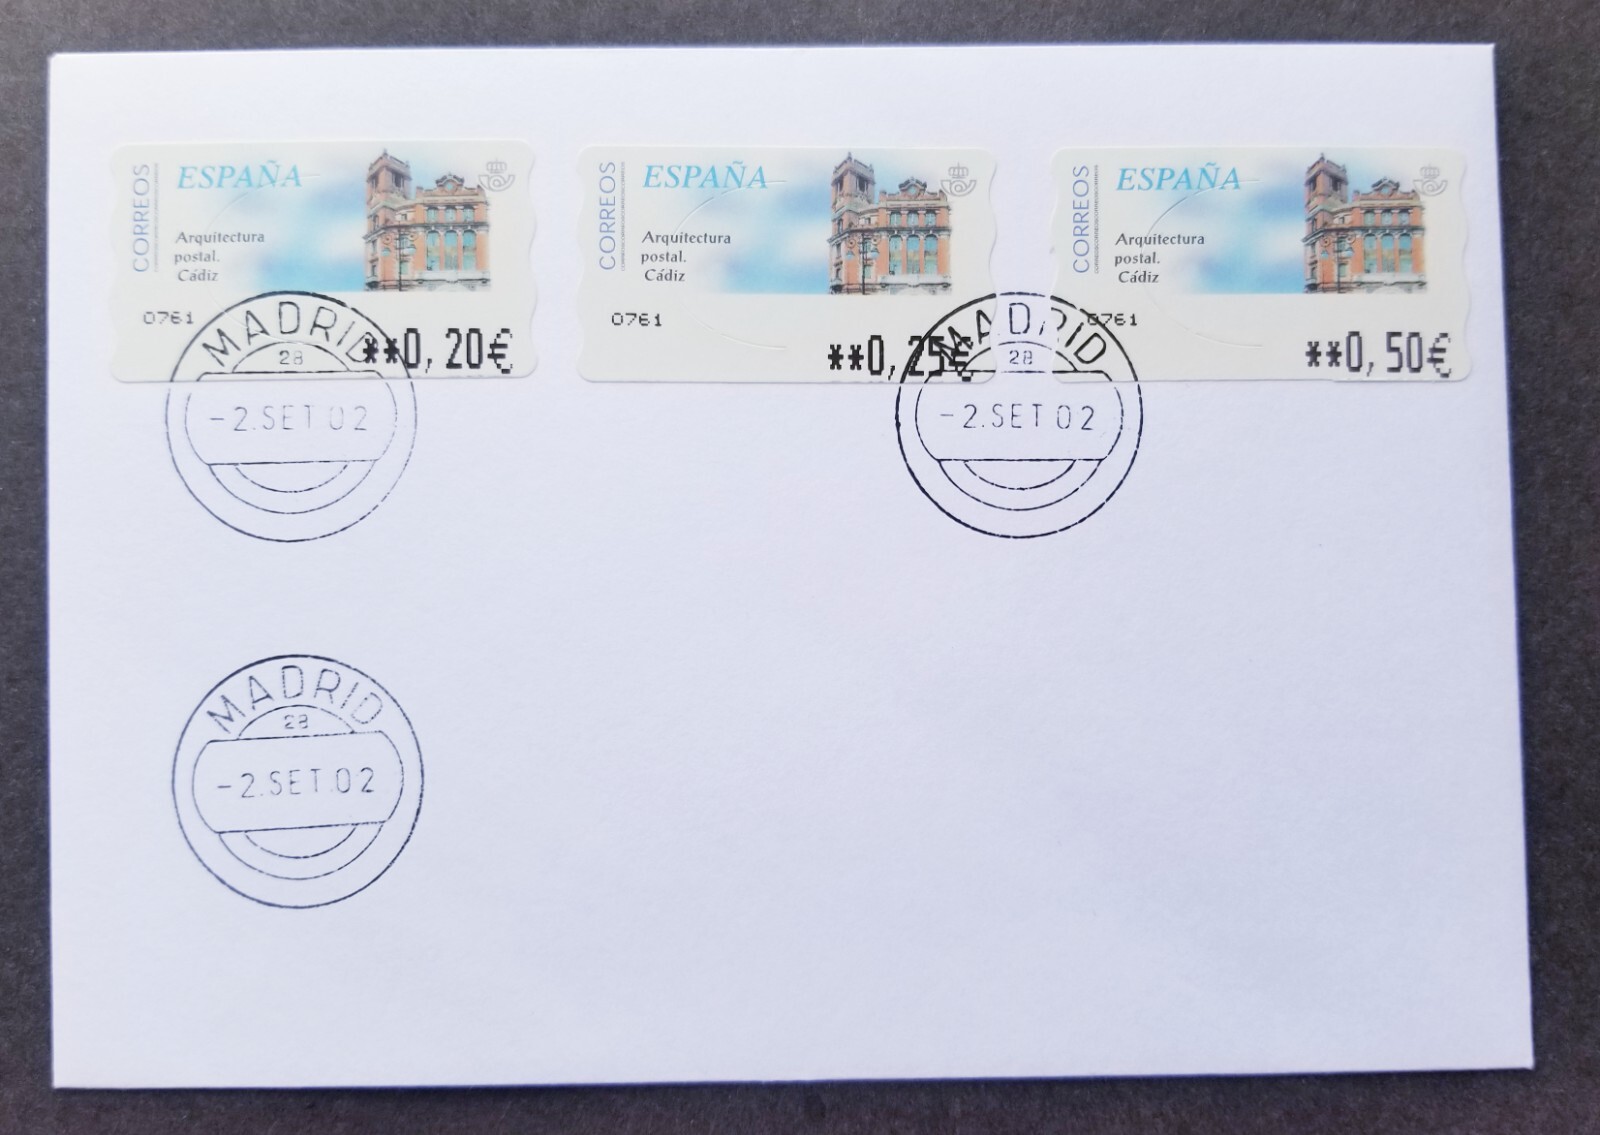 CORREOS
ESPAÑA
Arquitectura
postal.
Cádiz
0761
**0,20€
CORREOS
ESPAÑA
Arquitectura
postal.
Cádiz
0761
**0,25€
CORREOS
ESPAÑA
Arquitectura
postal.
Cádiz
0761
**0,50€
MADRID
28
-2.SET 02
MADRID
28
-2.SET 02
MADRID
28
-2.SET.02